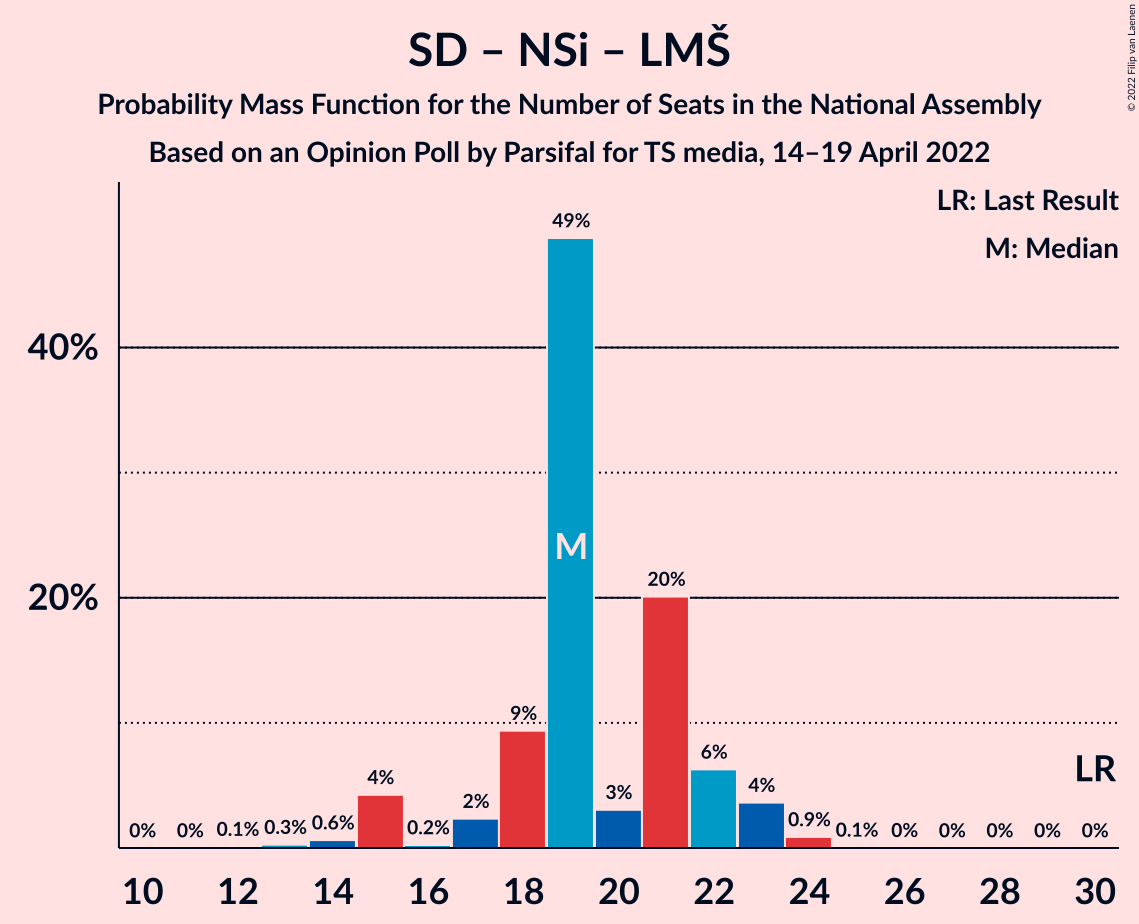 SD – NSi – LMŠ
Probability Mass Function for the Number of Seats in the National Assembly
Based on an Opinion Poll by Parsifal for TS media, 14–19 April 2022
© 2022 Filip van Laenen
LR: Last Result
M: Median
49%
40%
M
20%
20%
9%
6%
LR
4%
4%
3%
2%
0% 0% 0.1% 0.3% 0.6% 0.2% 0.9% 0.1% 0% 0% 0% 0% 0%
10 12 14 16 18 20 22 24 26 28 30